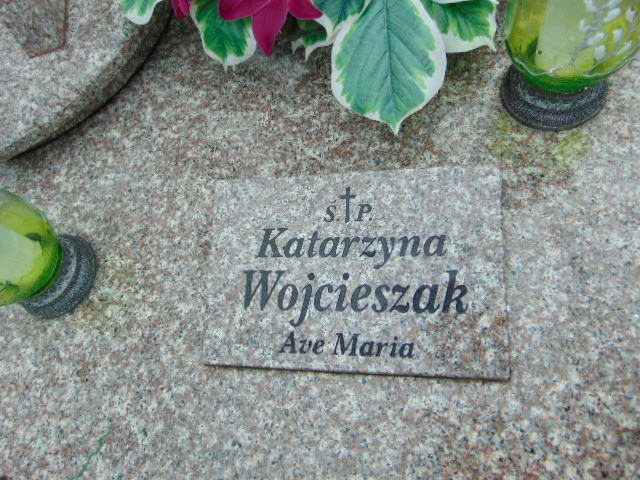 S.†P.
Katarzyna
Wojcieszak
Ave Maria